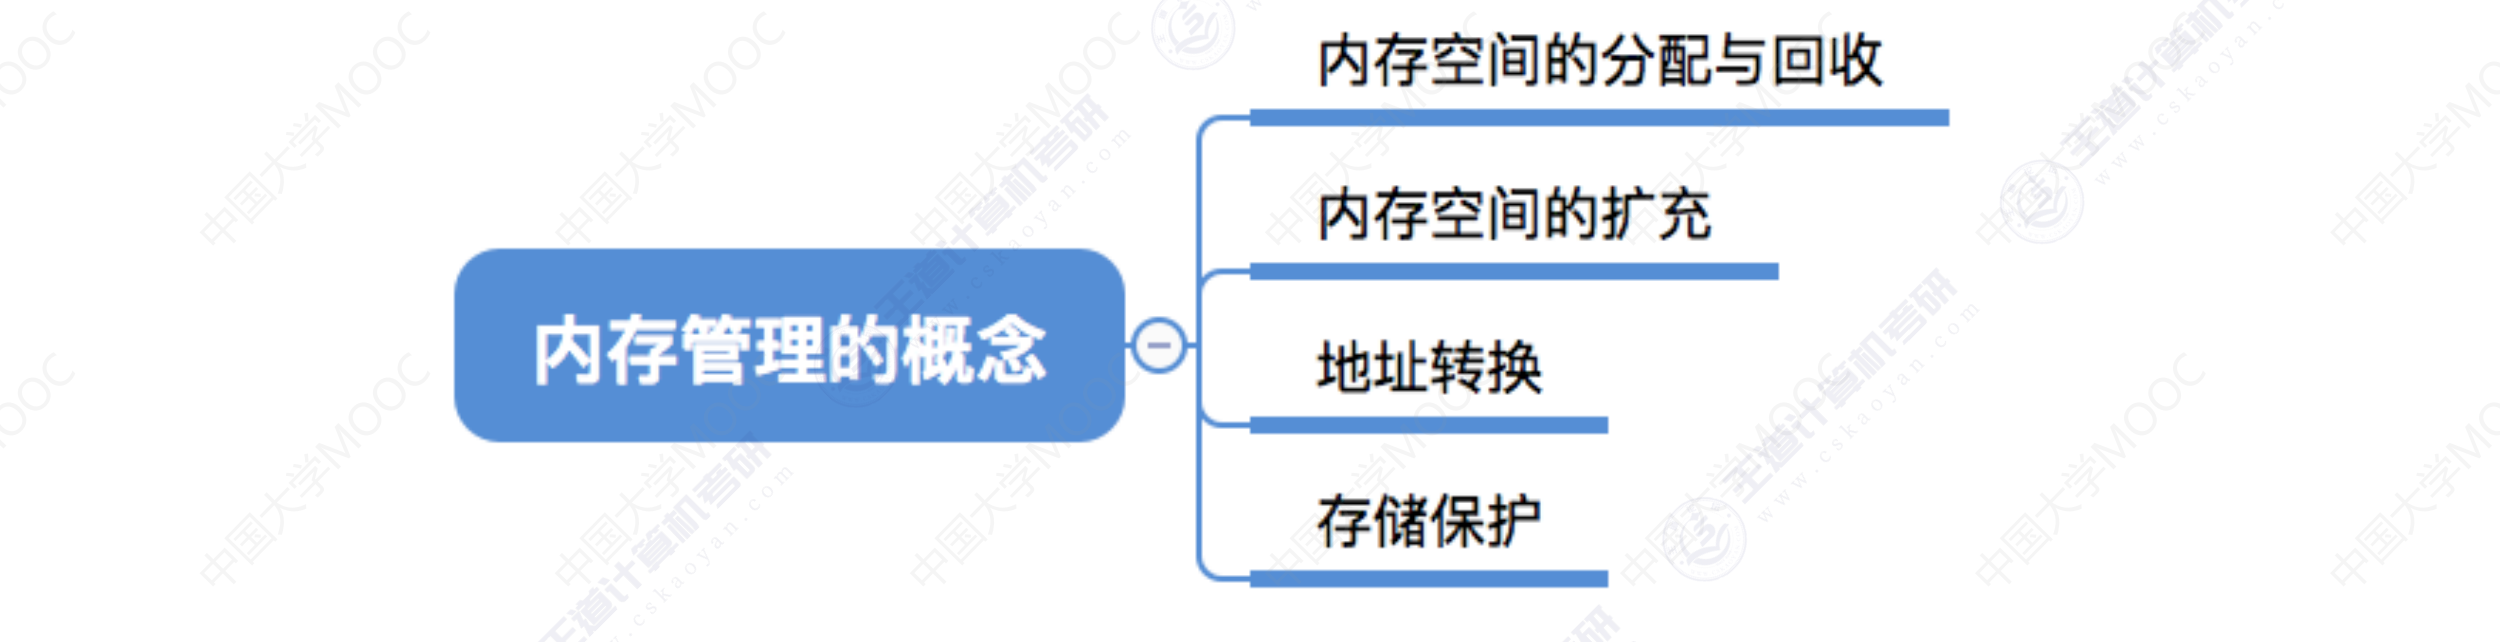 内存空间的分配与回收
内存空间的扩充
内存管理的概念
地址转换
存储保护
中国大学MOOC
王道计算机考研
www.cskaoyan.com